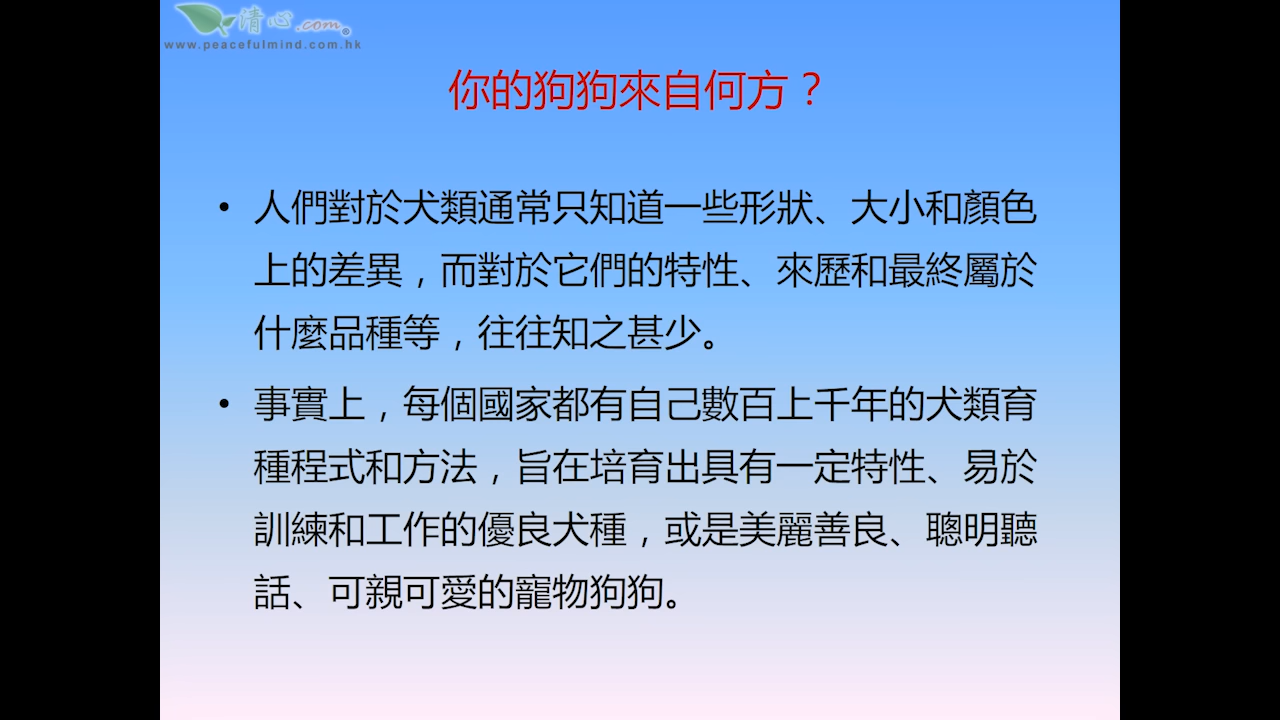 清心.com®
www.peacefulmind.com.hk
你的狗狗來自何方？
• 人們對於犬類通常只知道一些形狀、大小和顏色
上的差異，而對於它們的特性、來歷和最終屬於
什麼品種等，往往知之甚少。
• 事實上，每個國家都有自己數百上千年的犬類育
種程式和方法，旨在培育出具有一定特性、易於
訓練和工作的優良犬種，或是美麗善良、聰明聽
話、可親可愛的寵物狗狗。